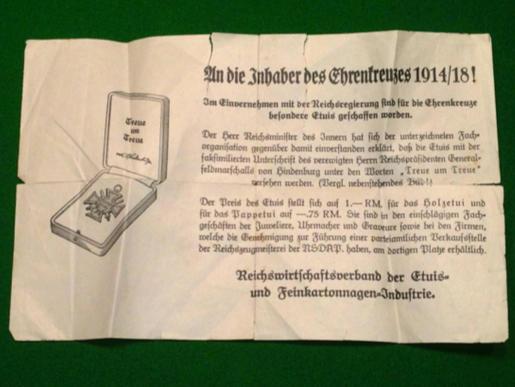 Treue
um
Treue
An die Inhaber des Ehrenkreuzes 1914/18!
Im Einvernehmen mit der Reichsregierung sind für die Ehrenkreuze
besondere Etuis geschaffen worden.
Der Herr Reichsminister des Innern hat sich der unterzeichneten Fach-
organisation gegenüber damit einverstanden erklärt, daß die Etuis mit der
faksimilierten Unterschrift des verewigten Herrn Reichspräsidenten General-
feldmarschalls von Hindenburg unter den Worten „Treue um Treue"
versehen werden. (Vergl. nebenstehendes Bild!)
Der Preis des Etuis stellt sich auf 1.— RM. für das Holzetui und
für das Pappetui auf —.75 RM. Sie sind in den einschlägigen Fach-
geschäften der Juweliere, Uhrmacher und Graveure sowie bei den Firmen,
welche die Genehmigung zur Führung einer parteiamtlichen Verkaufsstelle
der Reichszeugmeisterei der NSDAP. haben, am dortigen Platze erhältlich.
Reichswirtschaftsverband der Etuis-
und Feinkartonnagen-Industrie.